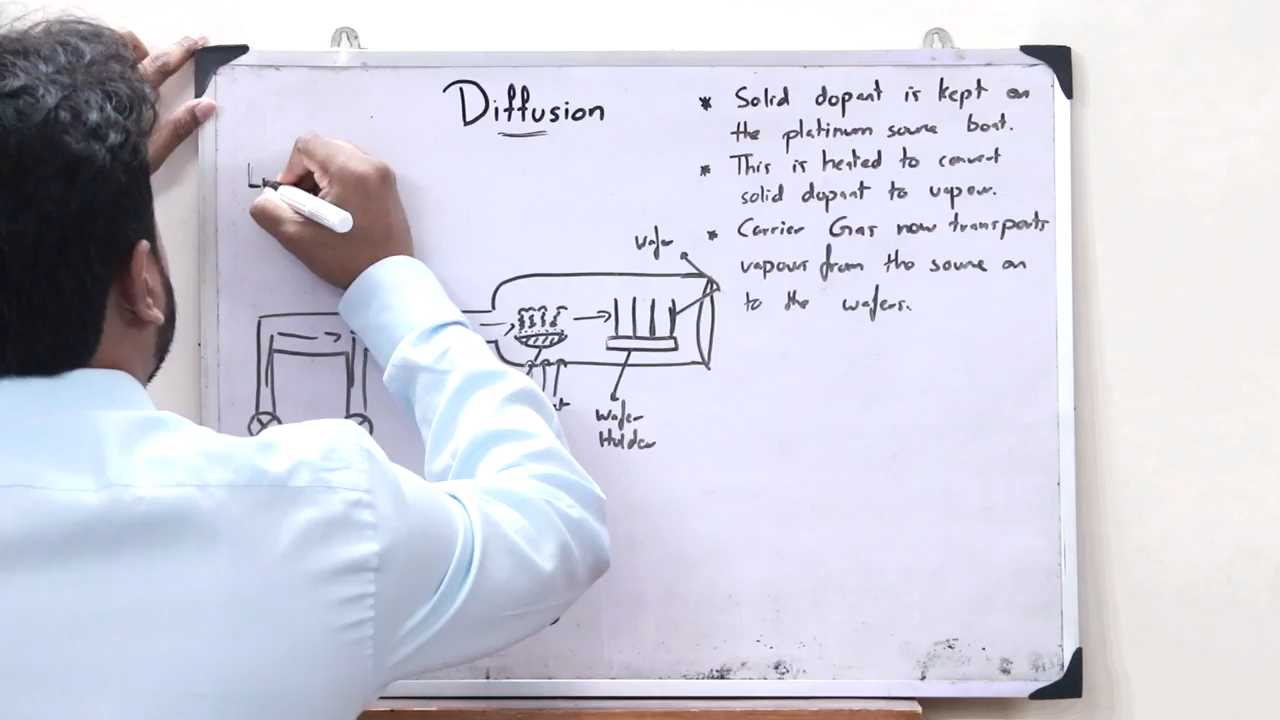 Diffusion
* Solid dopant is kept on
the platinum source boat.
* This is heated to convert
solid dopant to vapour.
* Carrier Gas now transports
vapours from the source on
to the wafers.
Wafer
Wafer
Holder